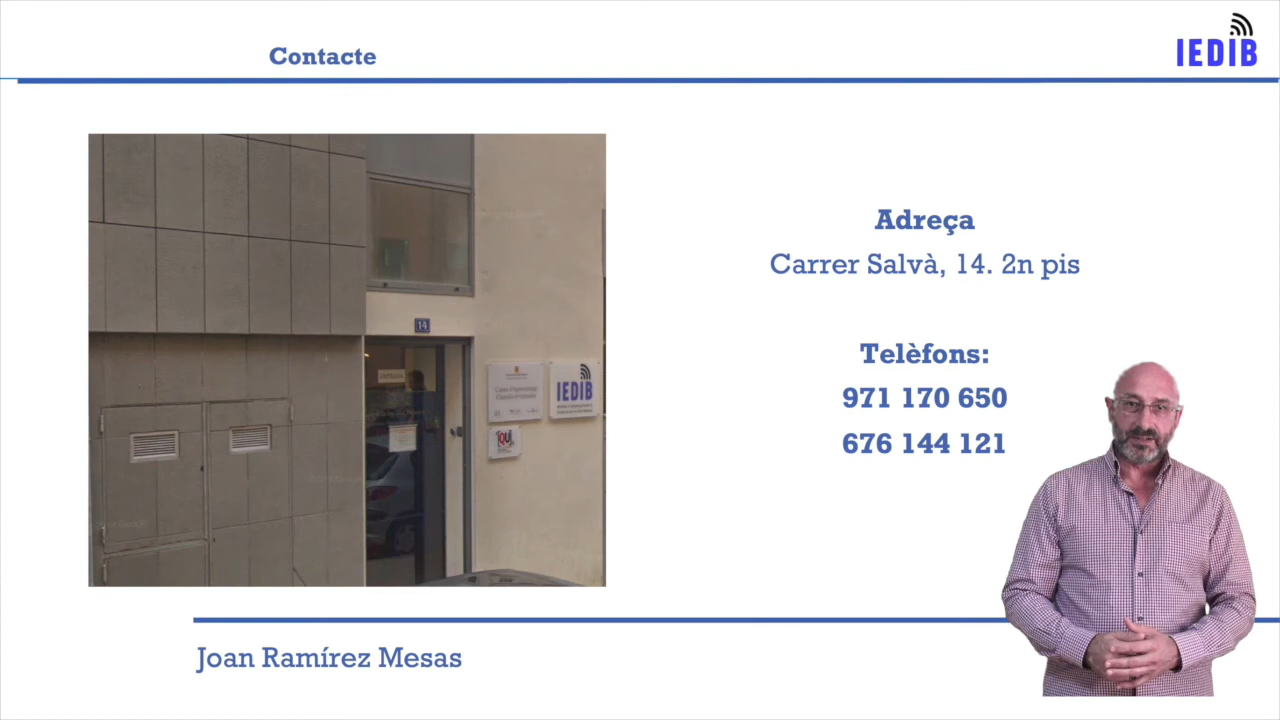 Contacte
IEDIB
Adreça
Carrer Salvà, 14. 2n pis
Telèfons:
971 170 650
676 144 121
14
IEDIB
Joan Ramírez Mesas